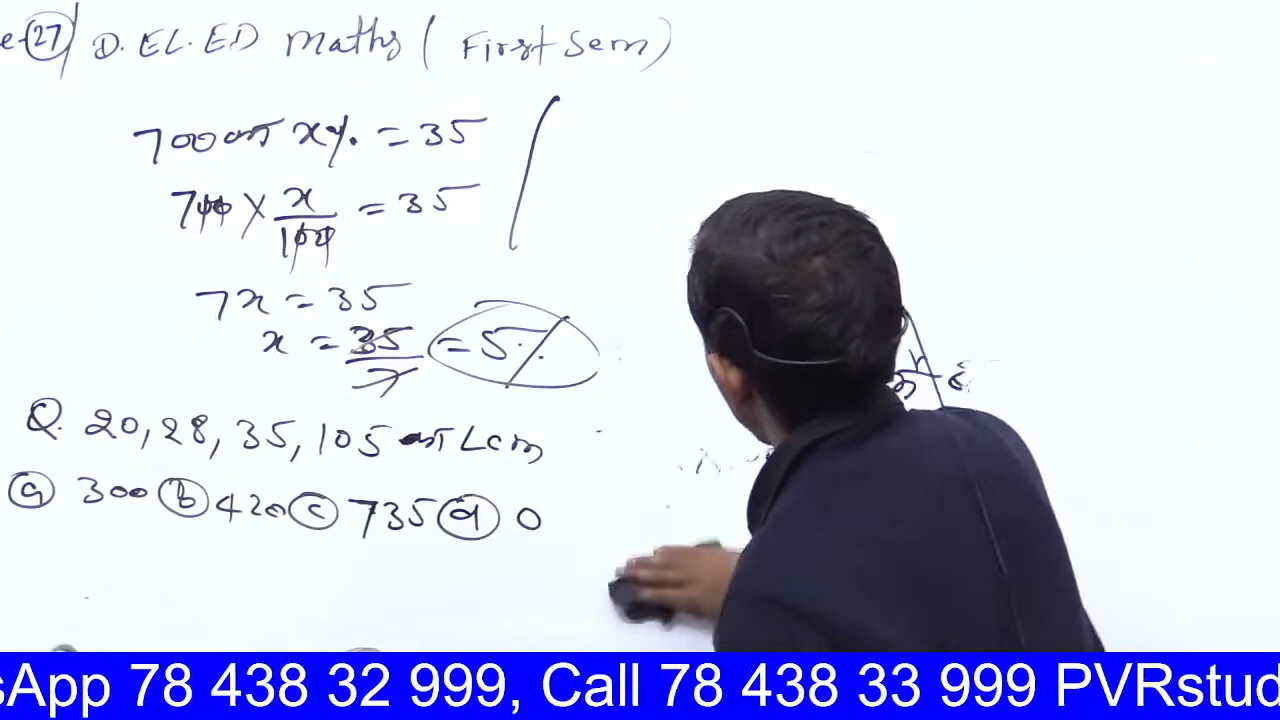 e-27 D.EL.ED Maths ( First Sem )
700 का x% = 35
700 × x/100 = 35
7x = 35
x = 35/7 = 5%
Q. 20, 28, 35, 105 का Lcm
a 300 b 420 c 735 d 0
sApp 78 438 32 999, Call 78 438 33 999 PVRstud